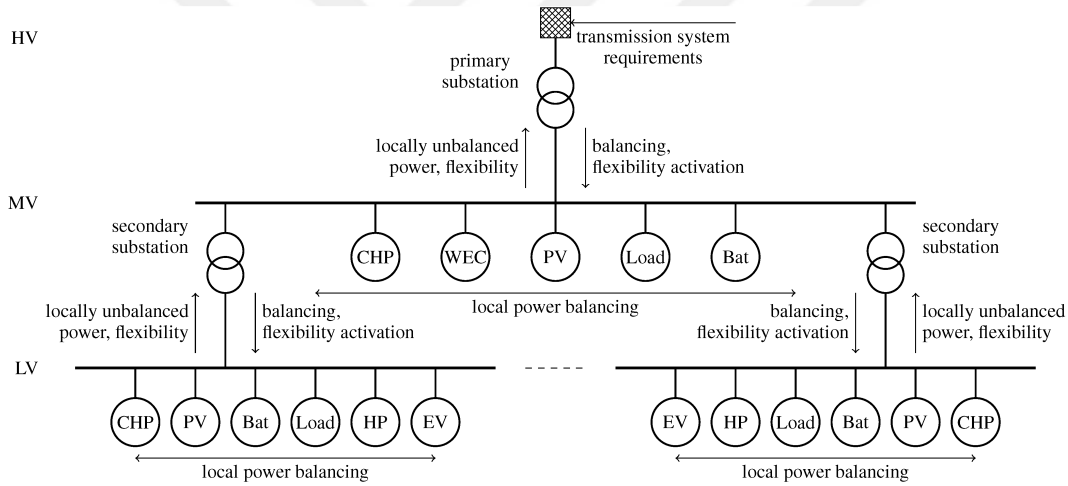 HV
transmission system
requirements
primary
substation
locally unbalanced
power, flexibility
balancing,
flexibility activation
MV
secondary
substation
CHP
WEC
PV
Load
Bat
secondary
substation
local power balancing
locally unbalanced
power, flexibility
balancing,
flexibility activation
balancing,
flexibility activation
locally unbalanced
power, flexibility
LV
CHP
PV
Bat
Load
HP
EV
EV
HP
Load
Bat
PV
CHP
local power balancing
local power balancing